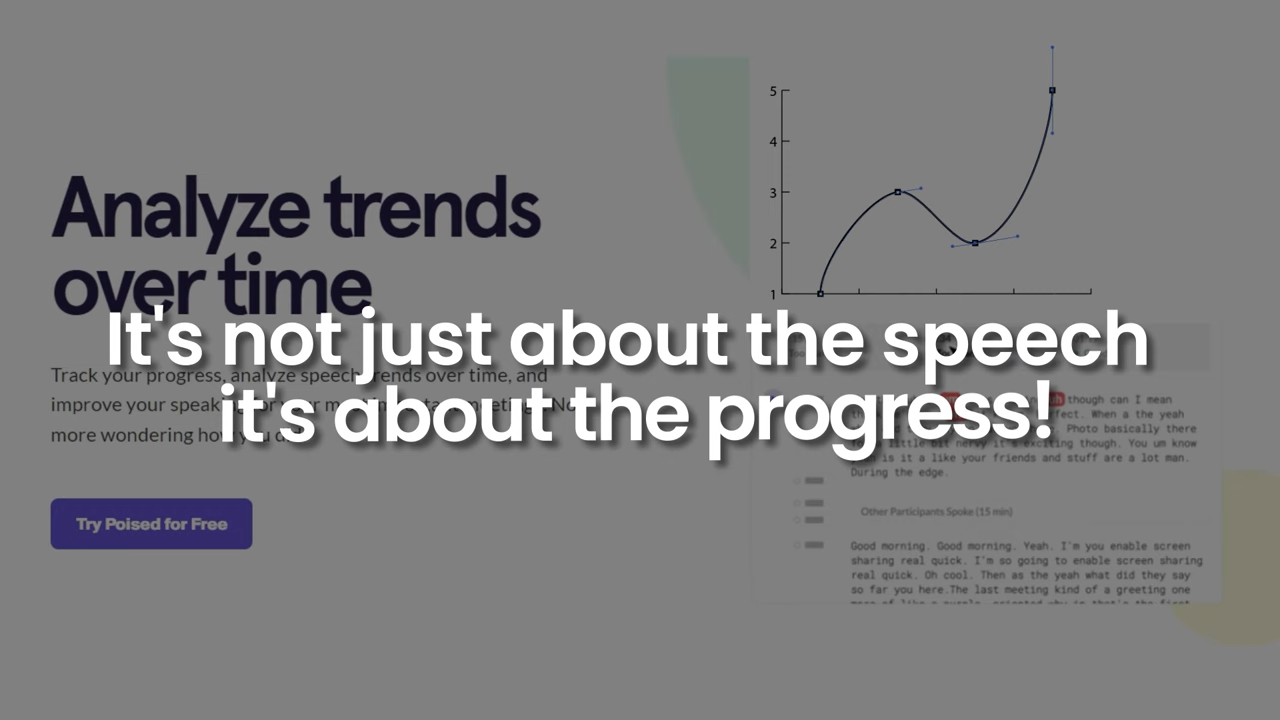 Analyze trends
over time
It's not just about the speech
it's about the progress!
Track your progress, analyze speech trends over time, and
improve your
more wondering how you
Try Poised for Free
5
4
3
2
1
though can I mean
When a the yeah
Photo basically there
little bit nervy it's exciting though. You um know
is it a like your friends and stuff are a lot man.
During the edge.
Other Participants Spoke (15 min)
Good morning. Good morning. Yeah. I'm you enable screen
sharing real quick. I'm so going to enable screen sharing
real quick. Oh cool. Then as the yeah what did they say
so far you here.The last meeting kind of a greeting one